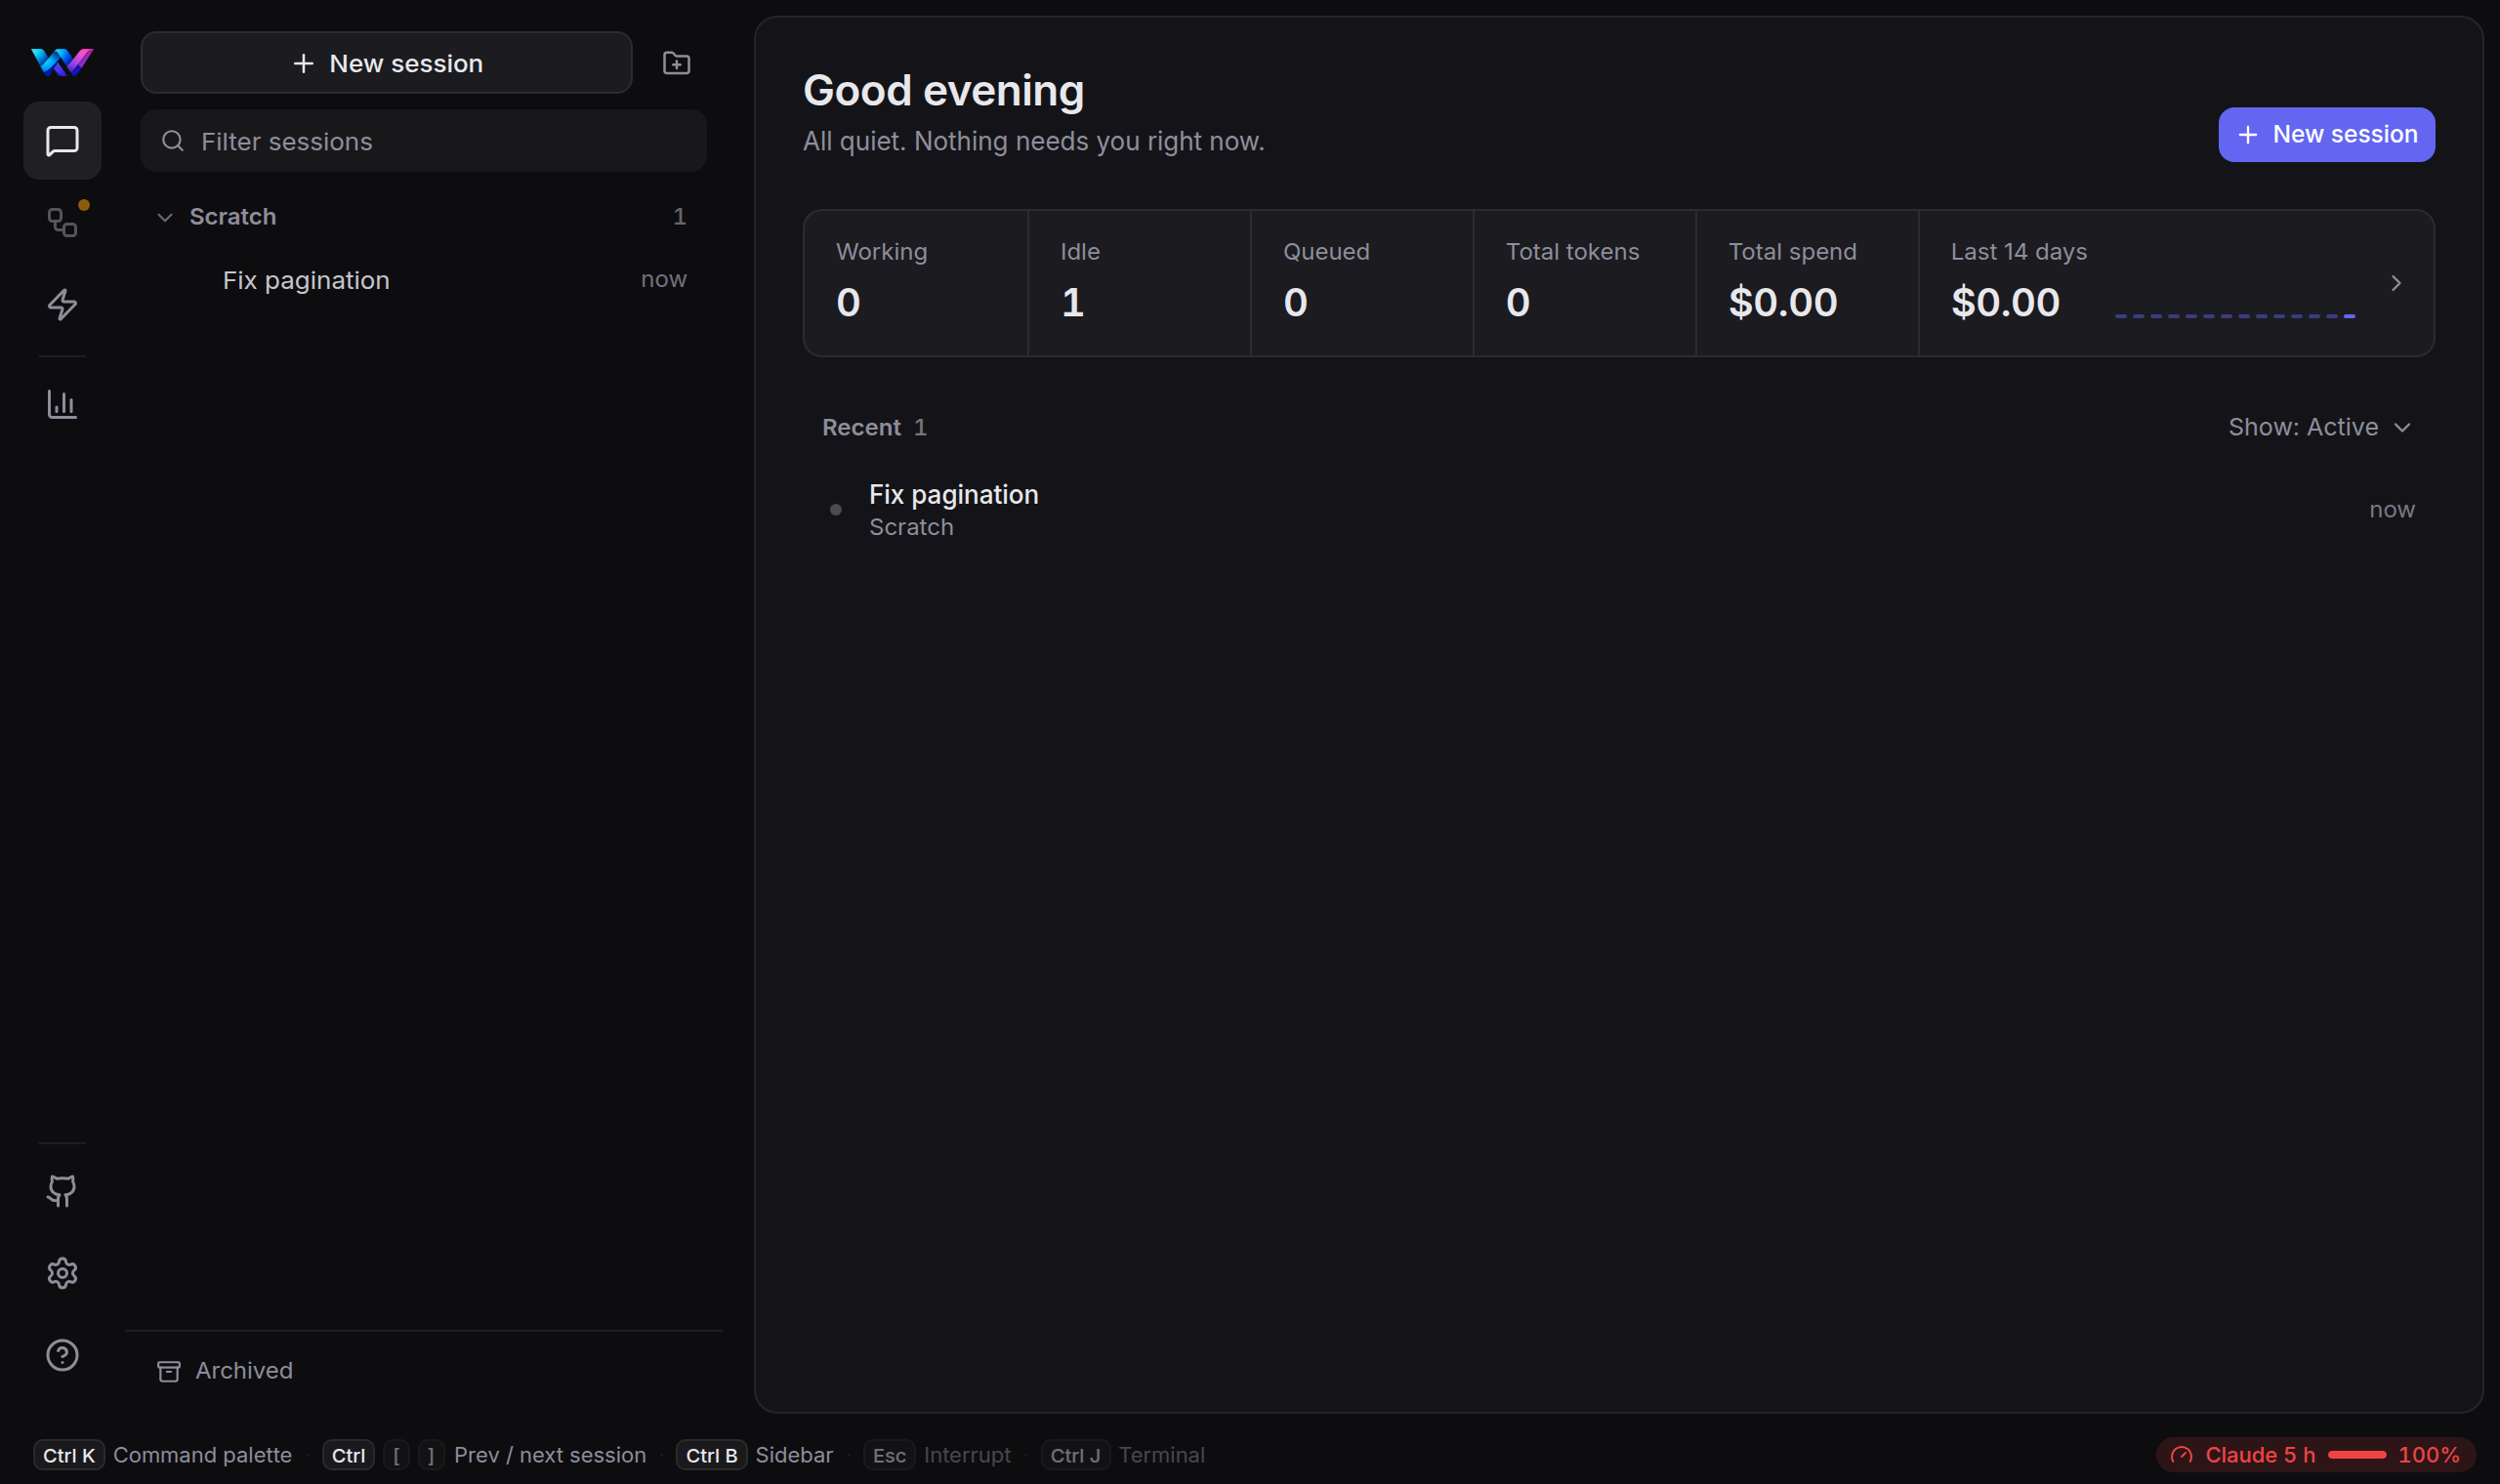 New session
Filter sessions
Scratch 1
Fix pagination now
Archived
Good evening
All quiet. Nothing needs you right now.
New session
Working
0
Idle
1
Queued
0
Total tokens
0
Total spend
$0.00
Last 14 days
$0.00
Recent 1
Show: Active
Fix pagination
Scratch
now
Ctrl K Command palette · Ctrl [ ] Prev / next session · Ctrl B Sidebar · Esc Interrupt · Ctrl J Terminal
Claude 5 h 100%